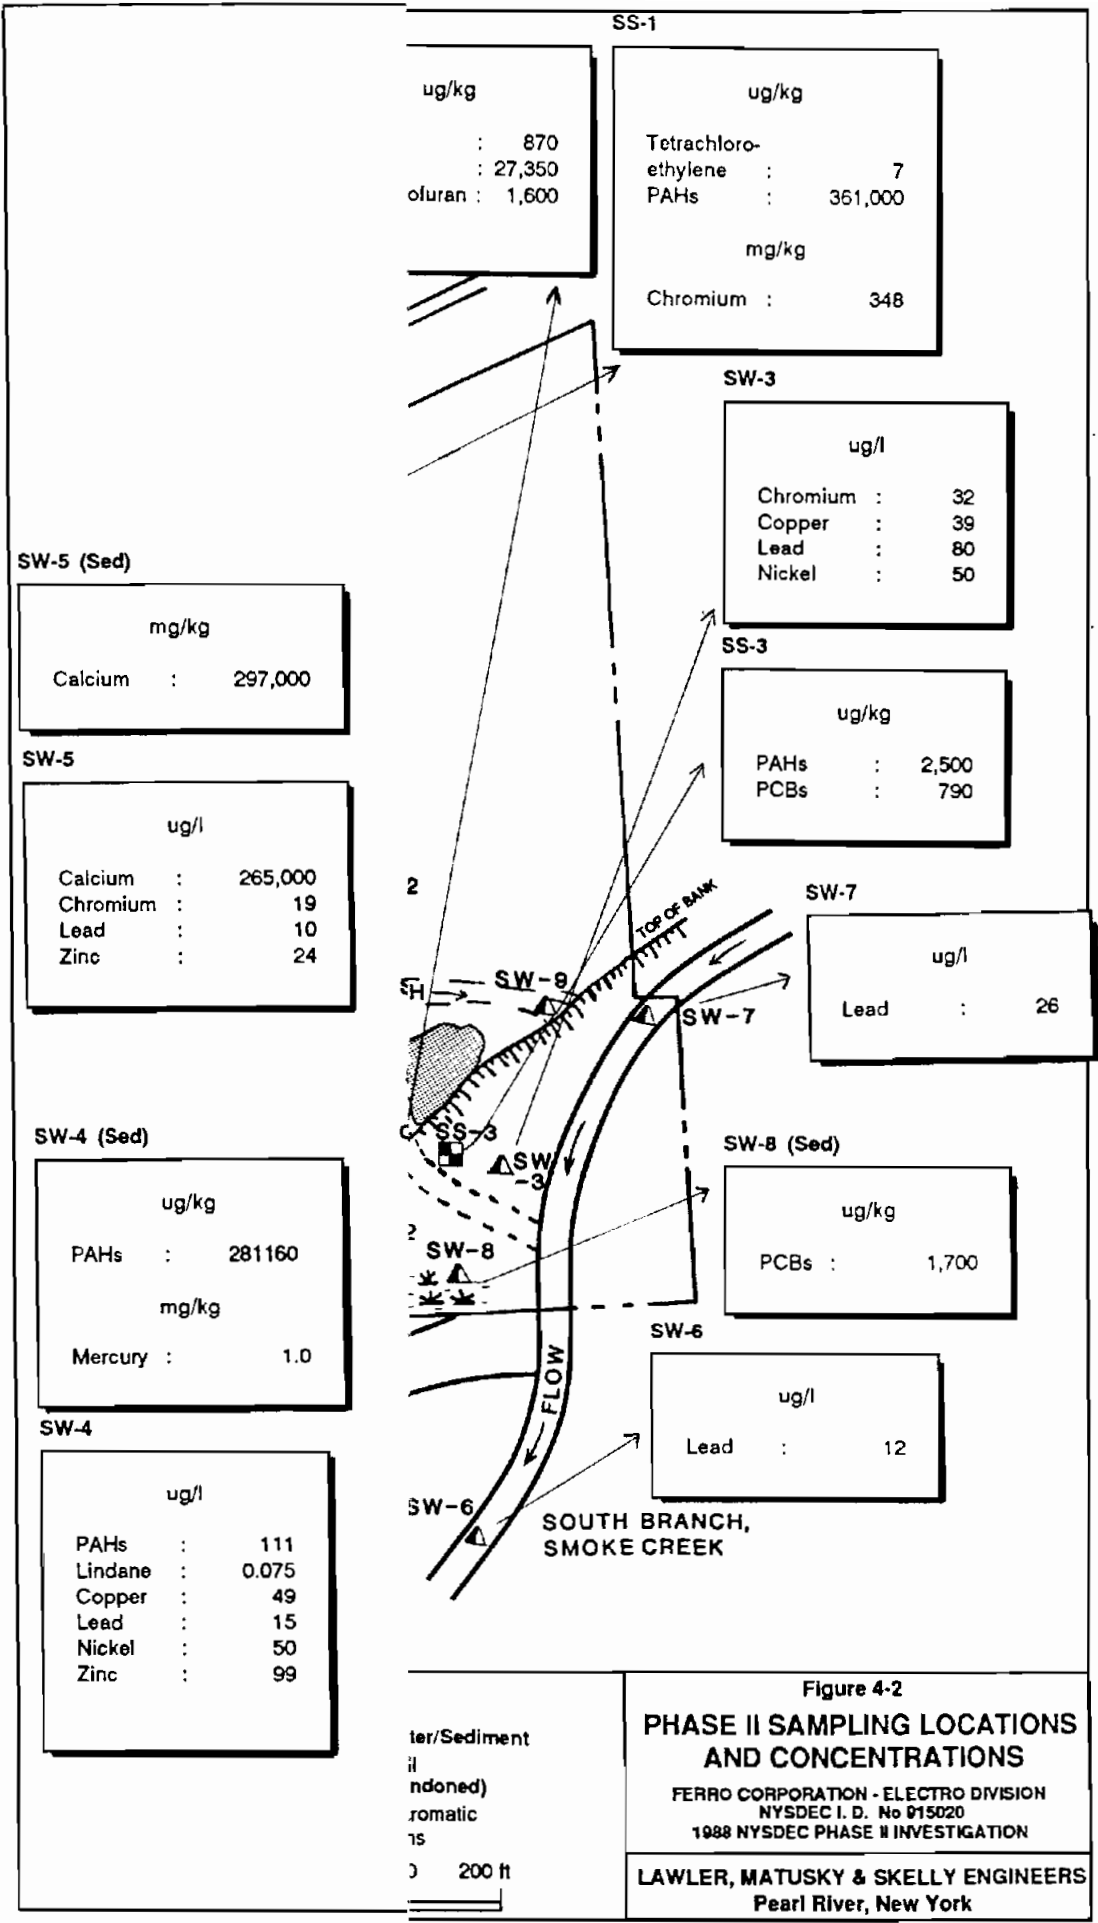 SS-1
ug/kg
: 870
: 27,350
ofuran : 1,600
ug/kg
Tetrachloro-
ethylene : 7
PAHs : 361,000
mg/kg
Chromium : 348
SW-3
ug/l
Chromium : 32
Copper : 39
Lead : 80
Nickel : 50
SW-5 (Sed)
mg/kg
Calcium : 297,000
SS-3
ug/kg
PAHs : 2,500
PCBs : 790
SW-5
ug/l
Calcium : 265,000
Chromium : 19
Lead : 10
Zinc : 24
2
TOP OF BANK
SW-9
SW-7
SW-7
ug/l
Lead : 26
SS-3
SW
-3
SW-8
SW-4 (Sed)
ug/kg
PAHs : 281160
mg/kg
Mercury : 1.0
SW-8 (Sed)
ug/kg
PCBs : 1,700
SW-6
ug/l
Lead : 12
FLOW
SW-6
SOUTH BRANCH,
SMOKE CREEK
SW-4
ug/l
PAHs : 111
Lindane : 0.075
Copper : 49
Lead : 15
Nickel : 50
Zinc : 99
ter/Sediment
il
ndoned)
romatic
ns
200 ft
Figure 4-2
PHASE II SAMPLING LOCATIONS
AND CONCENTRATIONS
FERRO CORPORATION - ELECTRO DIVISION
NYSDEC I. D. No 915020
1988 NYSDEC PHASE II INVESTIGATION
LAWLER, MATUSKY & SKELLY ENGINEERS
Pearl River, New York